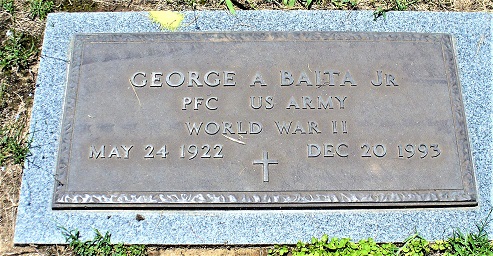 GEORGE A BAITA JR
PFC US ARMY
WORLD WAR II
MAY 24 1922 DEC 20 1993